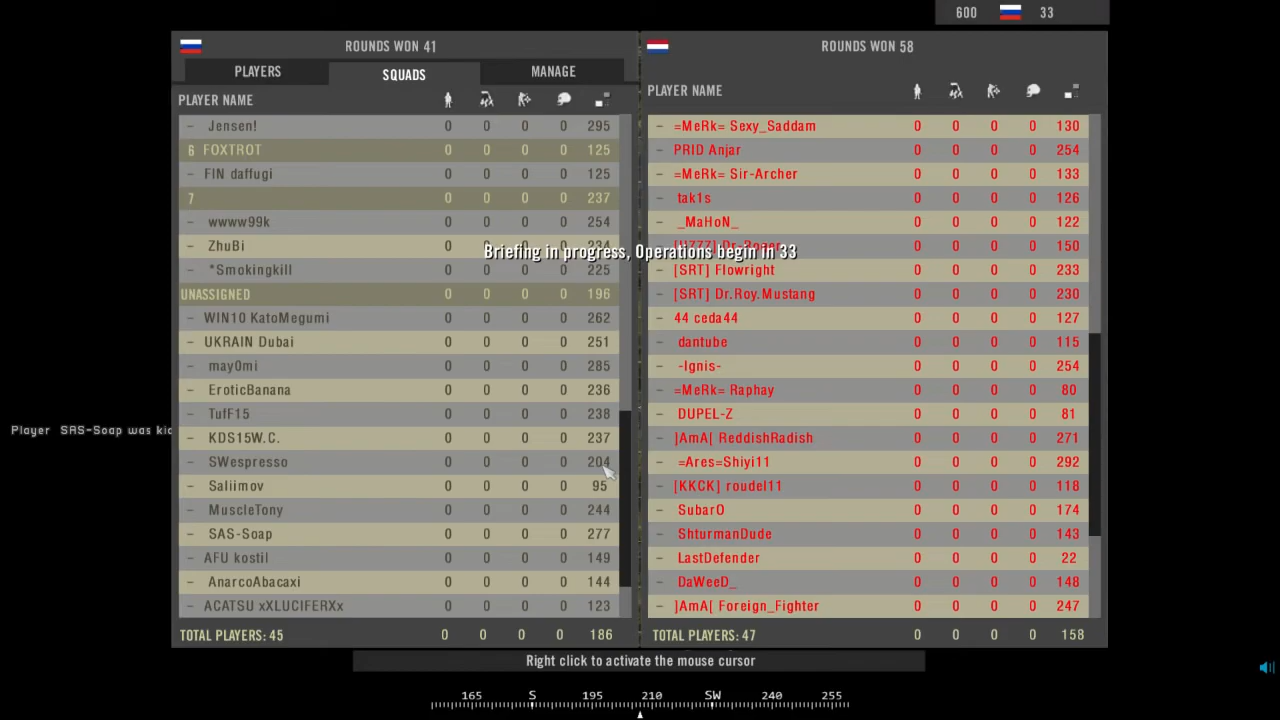 600 33
ROUNDS WON 41
PLAYERS SQUADS MANAGE
PLAYER NAME
- Jensen! 0 0 0 0 295
6 FOXTROT 0 0 0 0 125
- FIN daffugi 0 0 0 0 125
7 0 0 0 0 237
- wwww99k 0 0 0 0 254
- ZhuBi 0 0 0 0 234
- *Smokingkill 0 0 0 0 225
UNASSIGNED 0 0 0 0 196
- WIN10 KatoMegumi 0 0 0 0 262
- UKRAIN Dubai 0 0 0 0 251
- may0mi 0 0 0 0 285
- EroticBanana 0 0 0 0 236
- TufF15 0 0 0 0 238
- KDS15W.C. 0 0 0 0 237
- SWespresso 0 0 0 0 204
- Saliimov 0 0 0 0 95
- MuscleTony 0 0 0 0 244
- SAS-Soap 0 0 0 0 277
- AFU kostil 0 0 0 0 149
- AnarcoAbacaxi 0 0 0 0 144
- ACATSU xXLUCIFERXx 0 0 0 0 123
TOTAL PLAYERS: 45 0 0 0 0 186
ROUNDS WON 58
PLAYER NAME
- =MeRk= Sexy_Saddam 0 0 0 0 130
- PRID Anjar 0 0 0 0 254
- =MeRk= Sir-Archer 0 0 0 0 133
- tak1s 0 0 0 0 126
- _MaHoN_ 0 0 0 0 122
- 0 0 0 0 150
- [SRT] Flowright 0 0 0 0 233
- [SRT] Dr.Roy.Mustang 0 0 0 0 230
- 44 ceda44 0 0 0 0 127
- dantube 0 0 0 0 115
- -Ignis- 0 0 0 0 254
- =MeRk= Raphay 0 0 0 0 80
- DUPEL-Z 0 0 0 0 81
- ]AmA[ ReddishRadish 0 0 0 0 271
- =Ares=Shiyi11 0 0 0 0 292
- [KKCK] roudel11 0 0 0 0 118
- SubarO 0 0 0 0 174
- ShturmanDude 0 0 0 0 143
- LastDefender 0 0 0 0 22
- DaWeeD_ 0 0 0 0 148
- ]AmA[ Foreign_Fighter 0 0 0 0 247
TOTAL PLAYERS: 47 0 0 0 0 158
Briefing in progress, Operations begin in 33
Player SAS-Soap was kic
Right click to activate the mouse cursor
165 S 195 210 SW 240 255